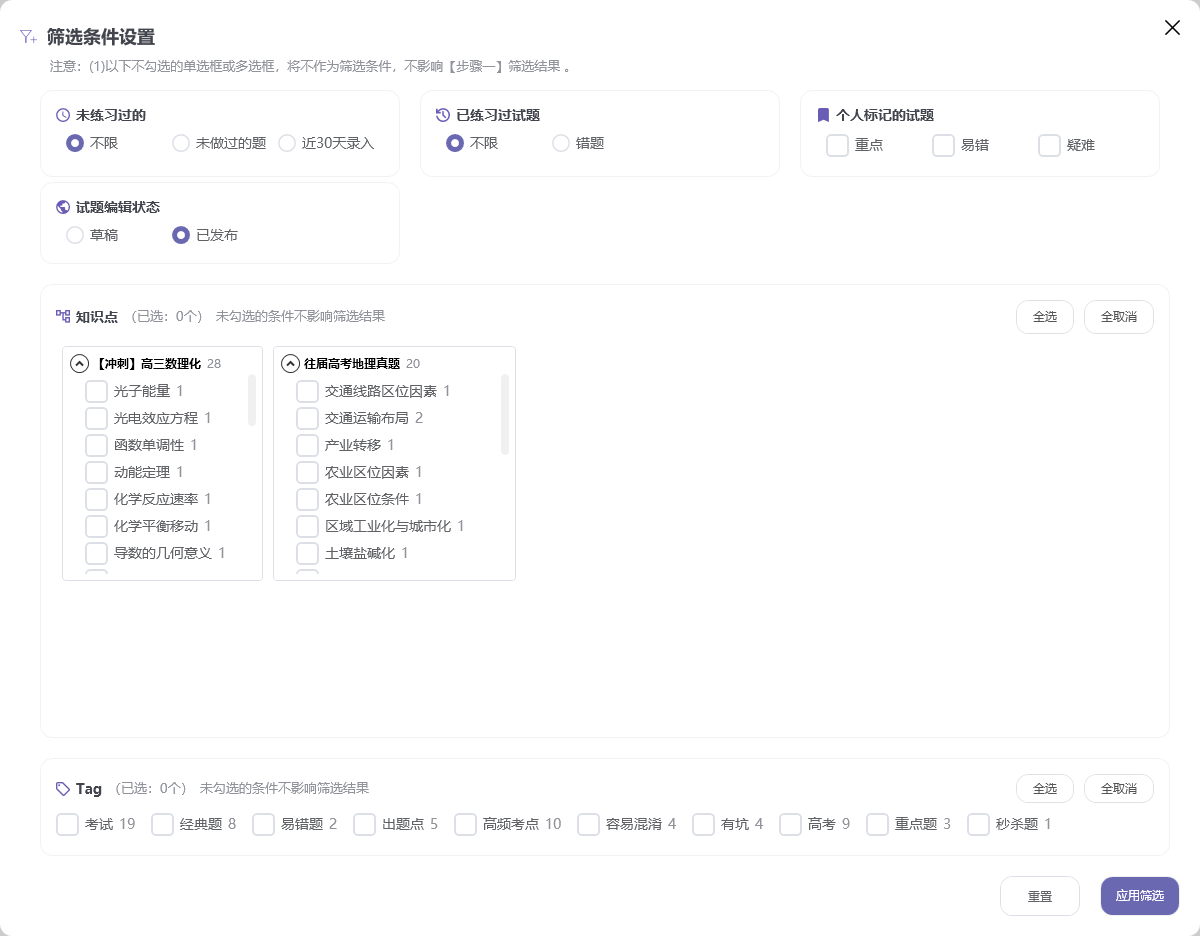 筛选条件设置
注意：(1)以下不勾选的单选框或多选框，将不作为筛选条件，不影响【步骤一】筛选结果 。
未练习过的
不限 未做过的题 近30天录入
已练习过试题
不限 错题
个人标记的试题
重点 易错 疑难
试题编辑状态
草稿 已发布
知识点 （已选：0个） 未勾选的条件不影响筛选结果 全选 全取消
【冲刺】高三数理化 28
光子能量 1
光电效应方程 1
函数单调性 1
动能定理 1
化学反应速率 1
化学平衡移动 1
导数的几何意义 1
往届高考地理真题 20
交通线路区位因素 1
交通运输布局 2
产业转移 1
农业区位因素 1
农业区位条件 1
区域工业化与城市化 1
土壤盐碱化 1
Tag （已选：0个） 未勾选的条件不影响筛选结果 全选 全取消
考试 19 经典题 8 易错题 2 出题点 5 高频考点 10 容易混淆 4 有坑 4 高考 9 重点题 3 秒杀题 1
重置 应用筛选